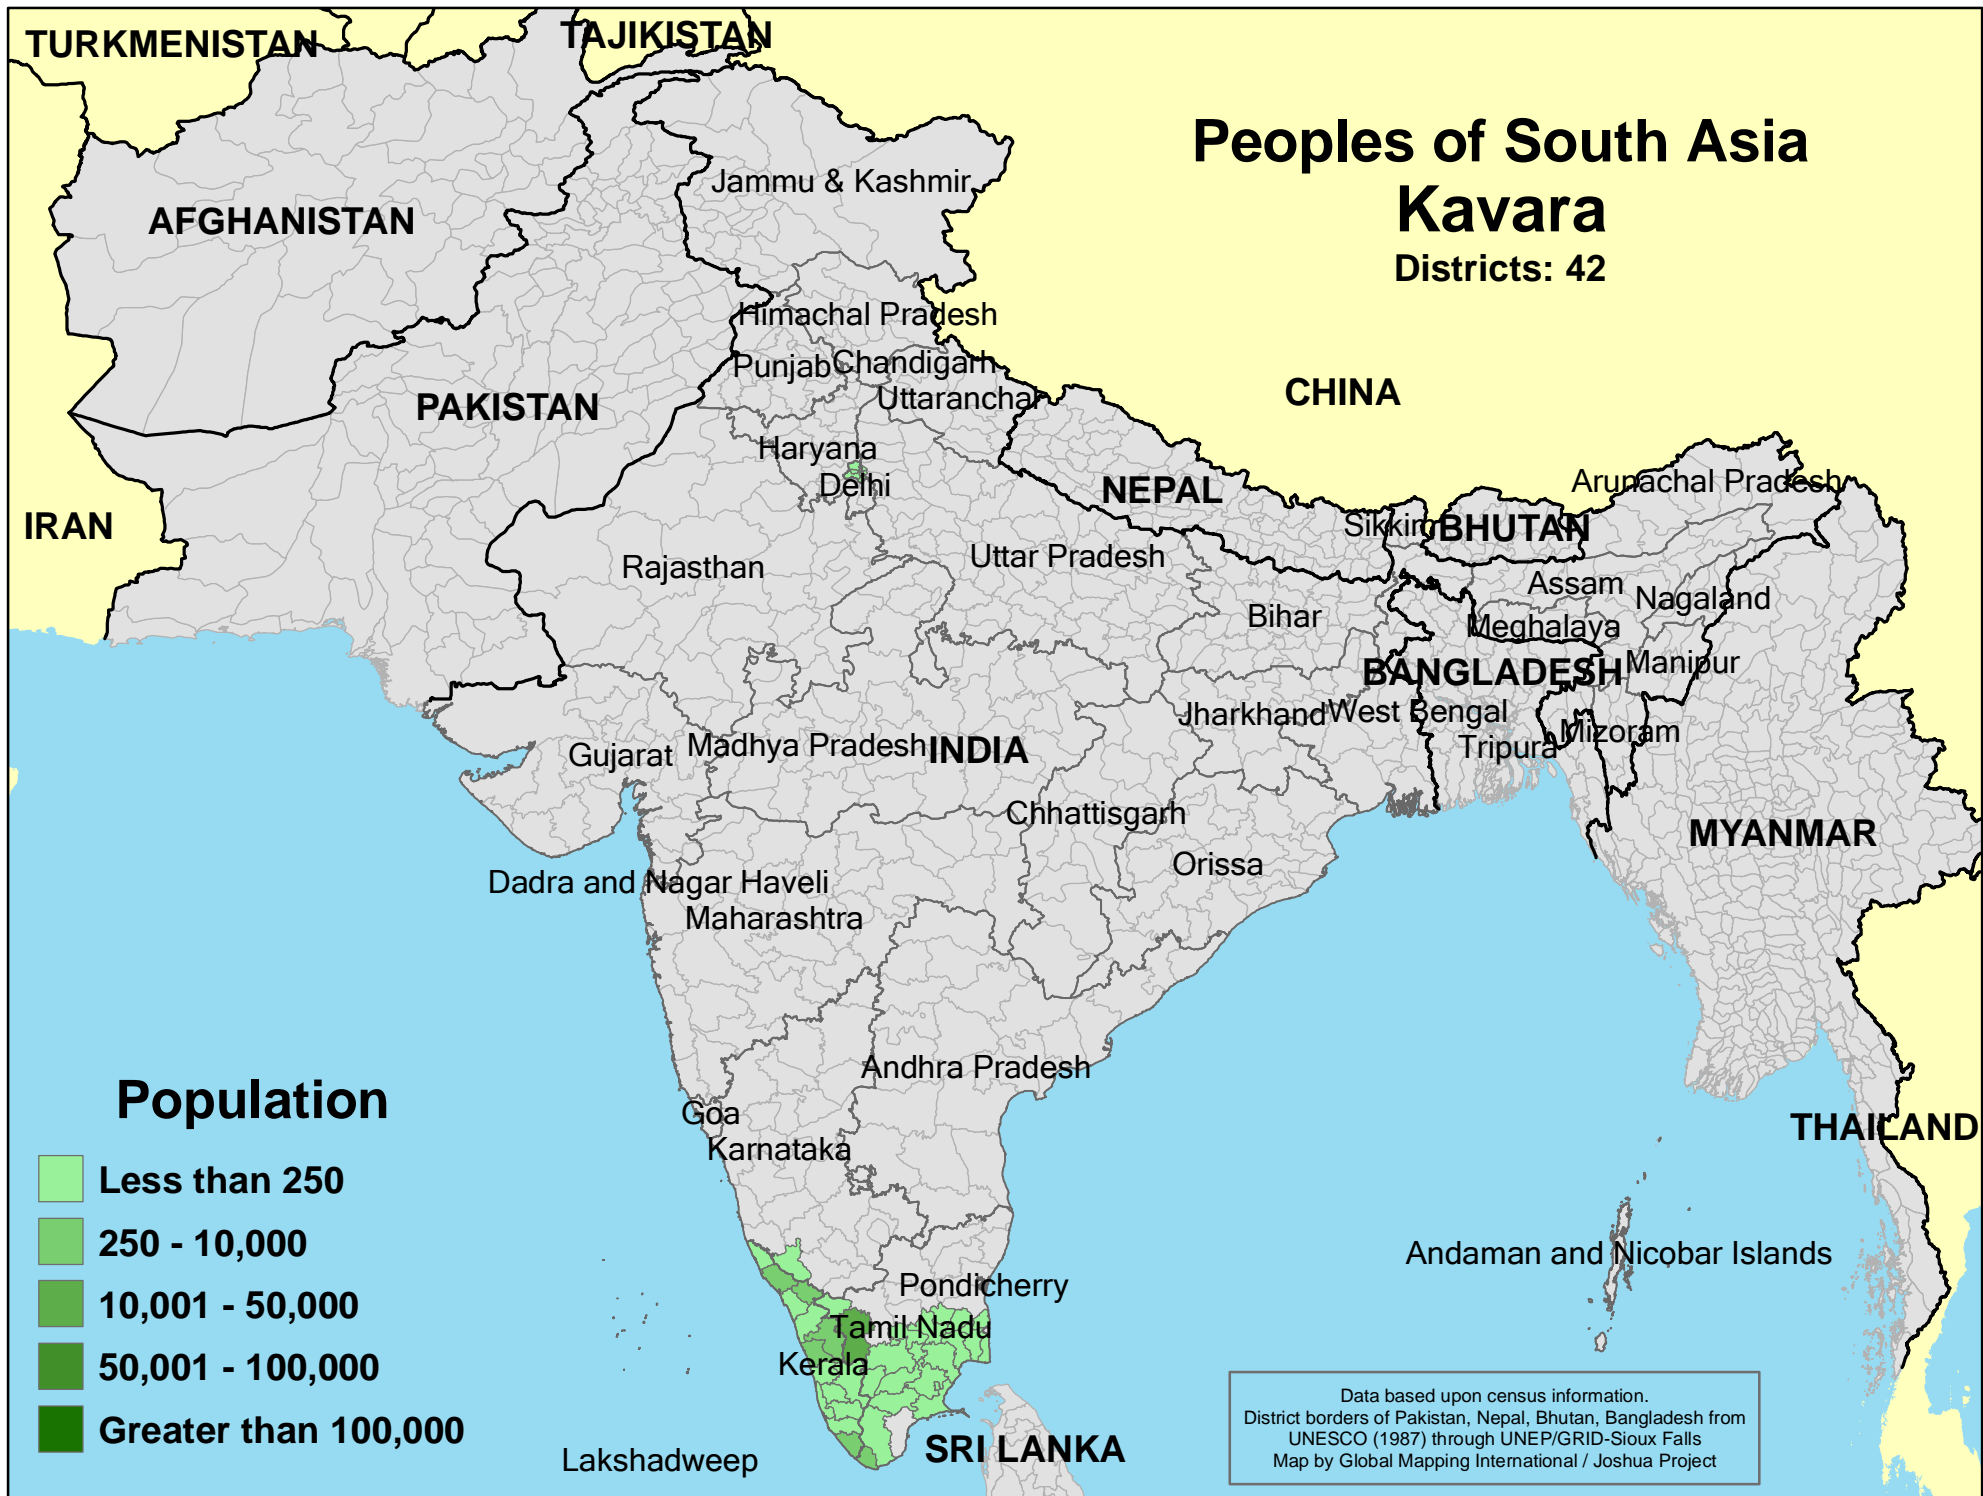 TURKMENISTAN
TAJIKISTAN
Peoples of South Asia
Kavara
Districts: 42
Jammu & Kashmir
AFGHANISTAN
Himachal Pradesh
Punjab
Chandigarh
Uttaranchal
CHINA
PAKISTAN
Haryana
Delhi
NEPAL
Arunachal Pradesh
IRAN
Sikkim
BHUTAN
Rajasthan
Uttar Pradesh
Assam
Nagaland
Bihar
Meghalaya
BANGLADESH
Manipur
Jharkhand
West Bengal
Gujarat
Madhya Pradesh
INDIA
Tripura
Mizoram
Chhattisgarh
MYANMAR
Orissa
Dadra and Nagar Haveli
Maharashtra
Andhra Pradesh
Goa
Karnataka
THAILAND
Population
Less than 250
250 - 10,000
10,001 - 50,000
50,001 - 100,000
Greater than 100,000
Andaman and Nicobar Islands
Pondicherry
Tamil Nadu
Kerala
Lakshadweep
SRI LANKA
Data based upon census information.
District borders of Pakistan, Nepal, Bhutan, Bangladesh from
UNESCO (1987) through UNEP/GRID-Sioux Falls
Map by Global Mapping International / Joshua Project